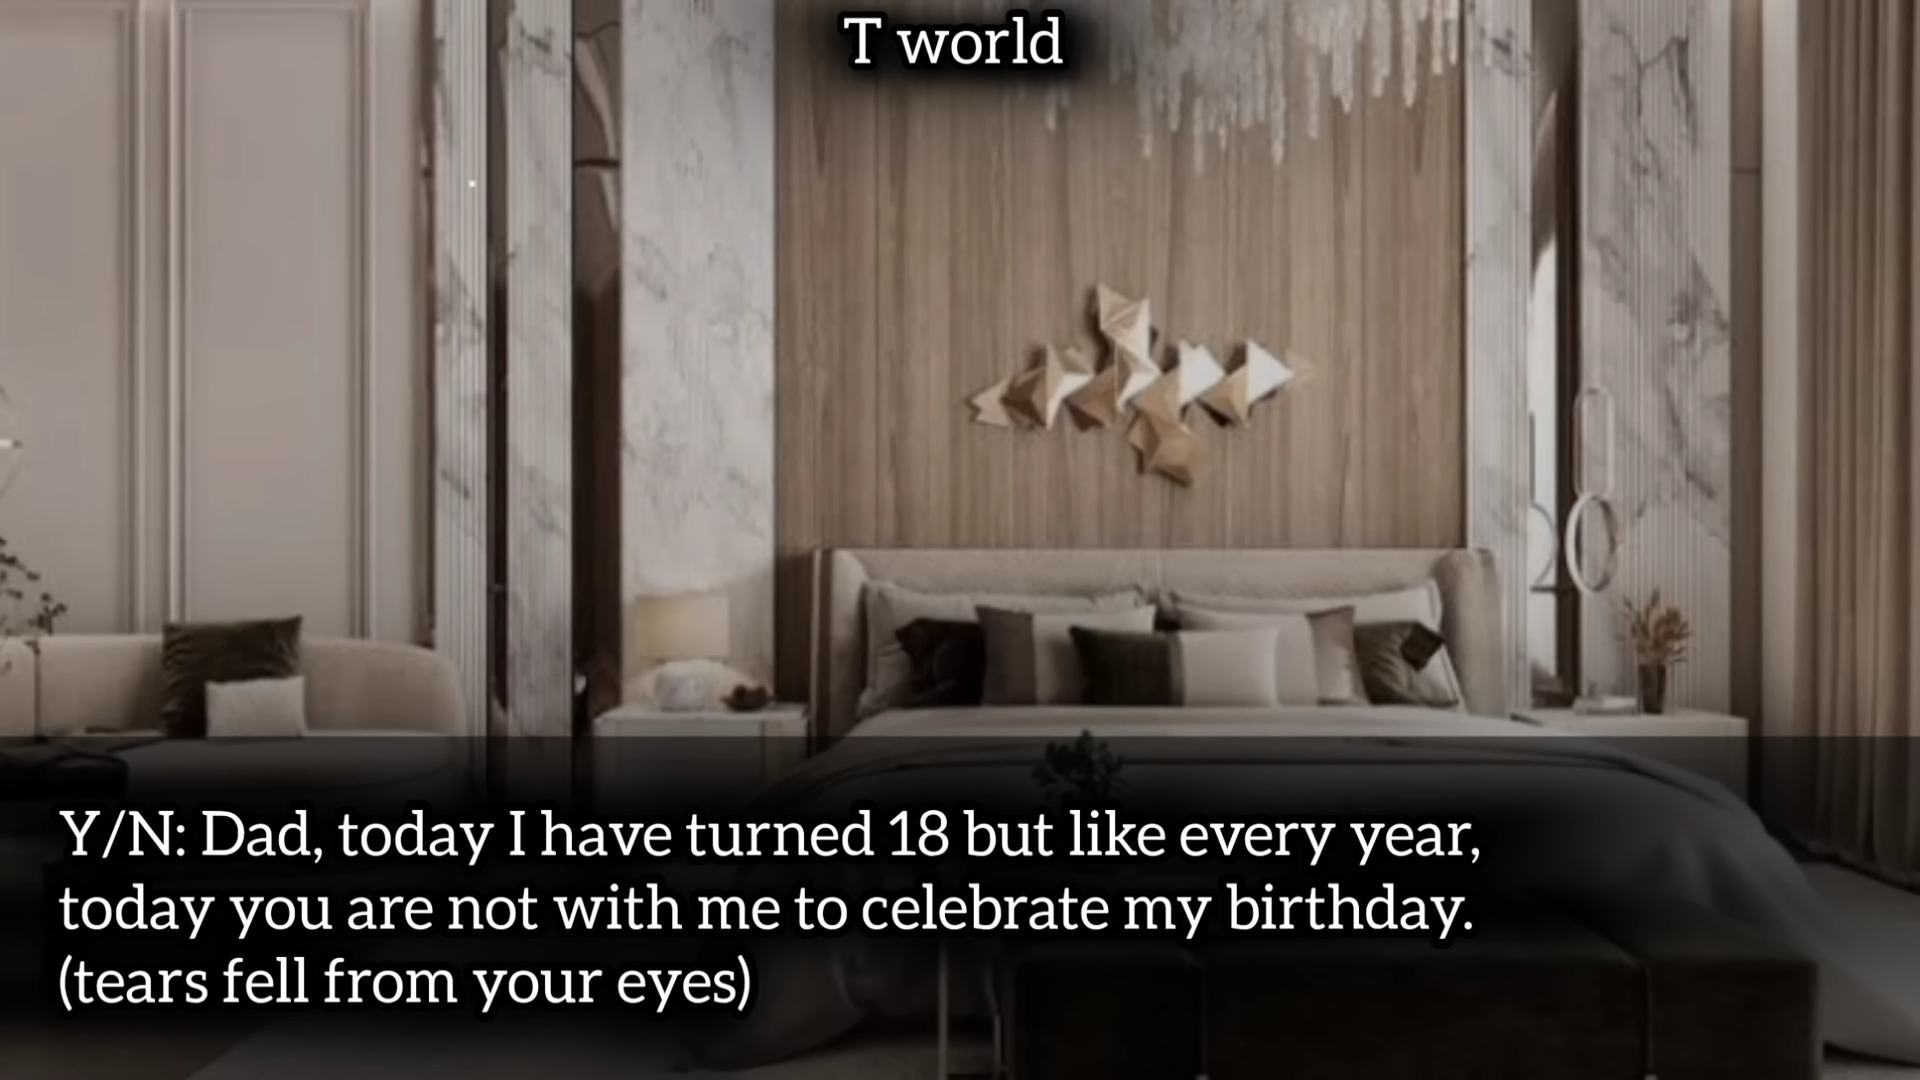 T world
Y/N: Dad, today I have turned 18 but like every year,
today you are not with me to celebrate my birthday.
(tears fell from your eyes)